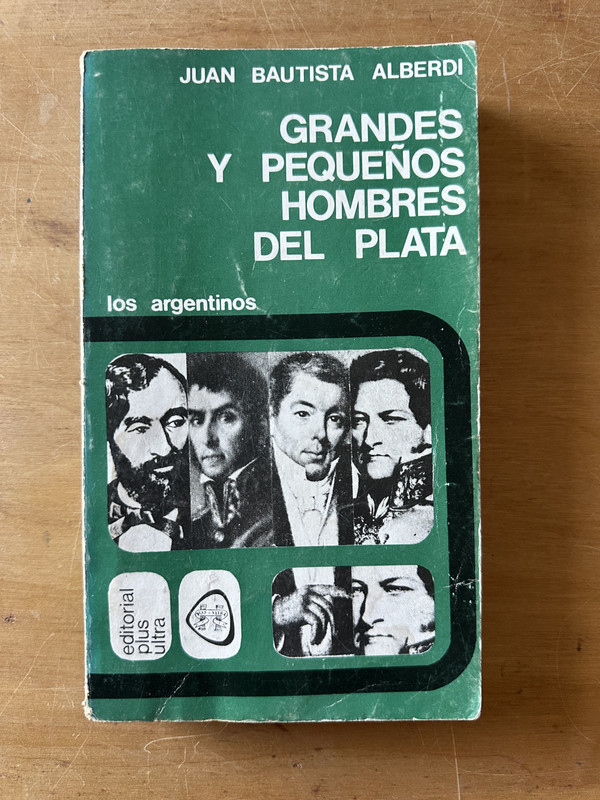 JUAN BAUTISTA ALBERDI
GRANDES
Y PEQUEÑOS
HOMBRES
DEL PLATA
los argentinos
editorial
plus
ultra